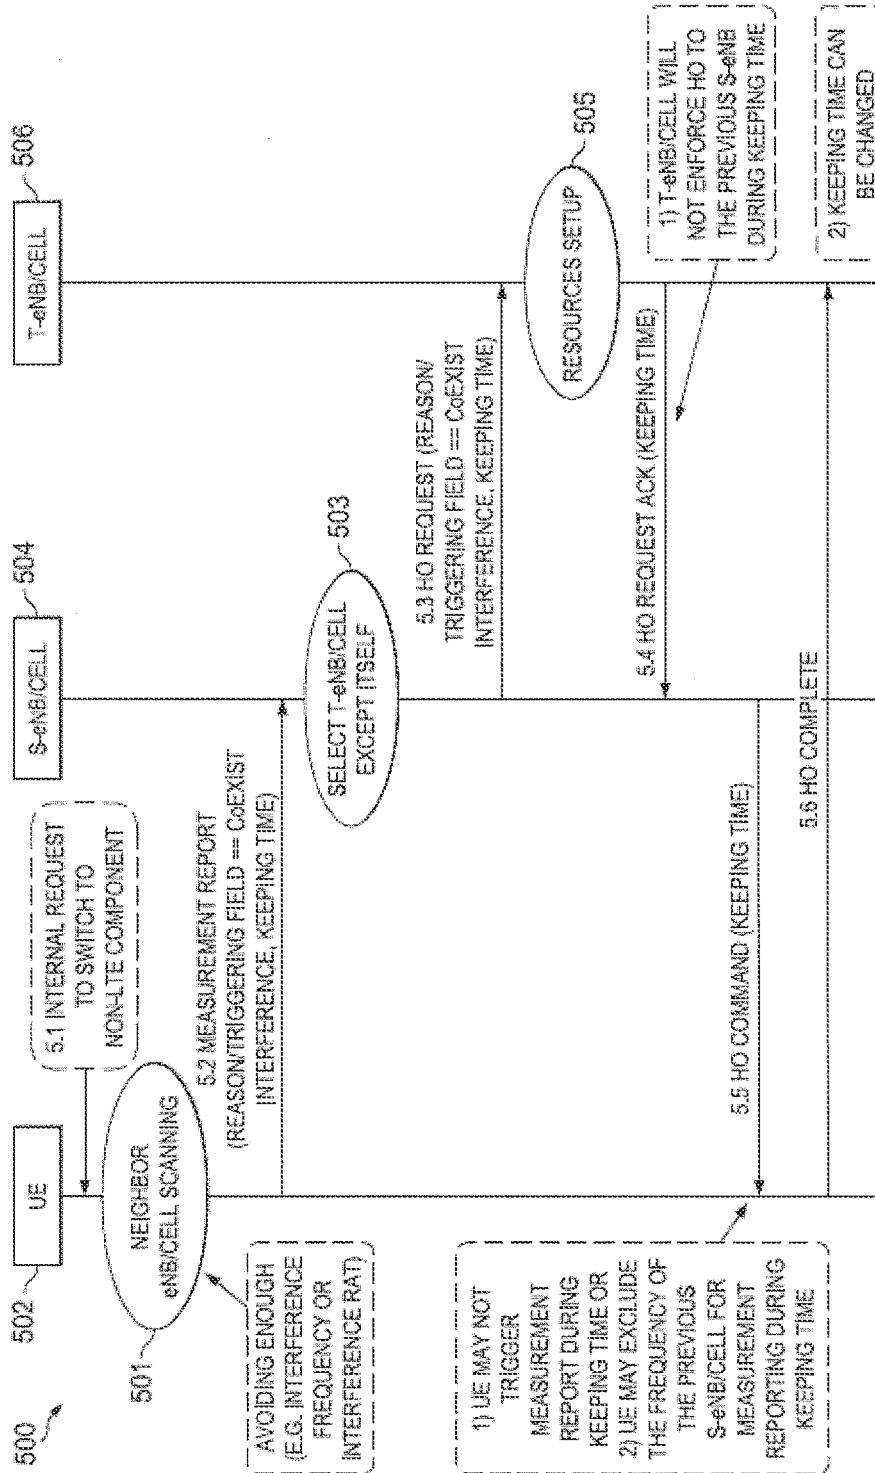 500
502
UE
504
S-eNB/CELL
506
T-eNB/CELL
5.1 INTERNAL REQUEST
TO SWITCH TO
NON-LTE COMPONENT
501
NEIGHBOR
eNB/CELL SCANNING
AVOIDING ENOUGH
(E.G. INTERFERENCE
FREQUENCY OR
INTERFERENCE RAT)
5.2 MEASUREMENT REPORT
(REASON/TRIGGERING FIELD == CoEXIST
INTERFERENCE, KEEPING TIME)
503
SELECT T-eNB/CELL
EXCEPT ITSELF
5.3 HO REQUEST (REASON/
TRIGGERING FIELD == CoEXIST
INTERFERENCE, KEEPING TIME)
505
RESOURCES SETUP
5.4 HO REQUEST ACK (KEEPING TIME)
1) T-eNB/CELL WILL
NOT ENFORCE HO TO
THE PREVIOUS S-eNB
DURING KEEPING TIME
5.5 HO COMMAND (KEEPING TIME)
1) UE MAY NOT
TRIGGER
MEASUREMENT
REPORT DURING
KEEPING TIME OR
2) UE MAY EXCLUDE
THE FREQUENCY OF
THE PREVIOUS
S-eNB/CELL FOR
MEASUREMENT
REPORTING DURING
KEEPING TIME
5.6 HO COMPLETE
2) KEEPING TIME CAN
BE CHANGED